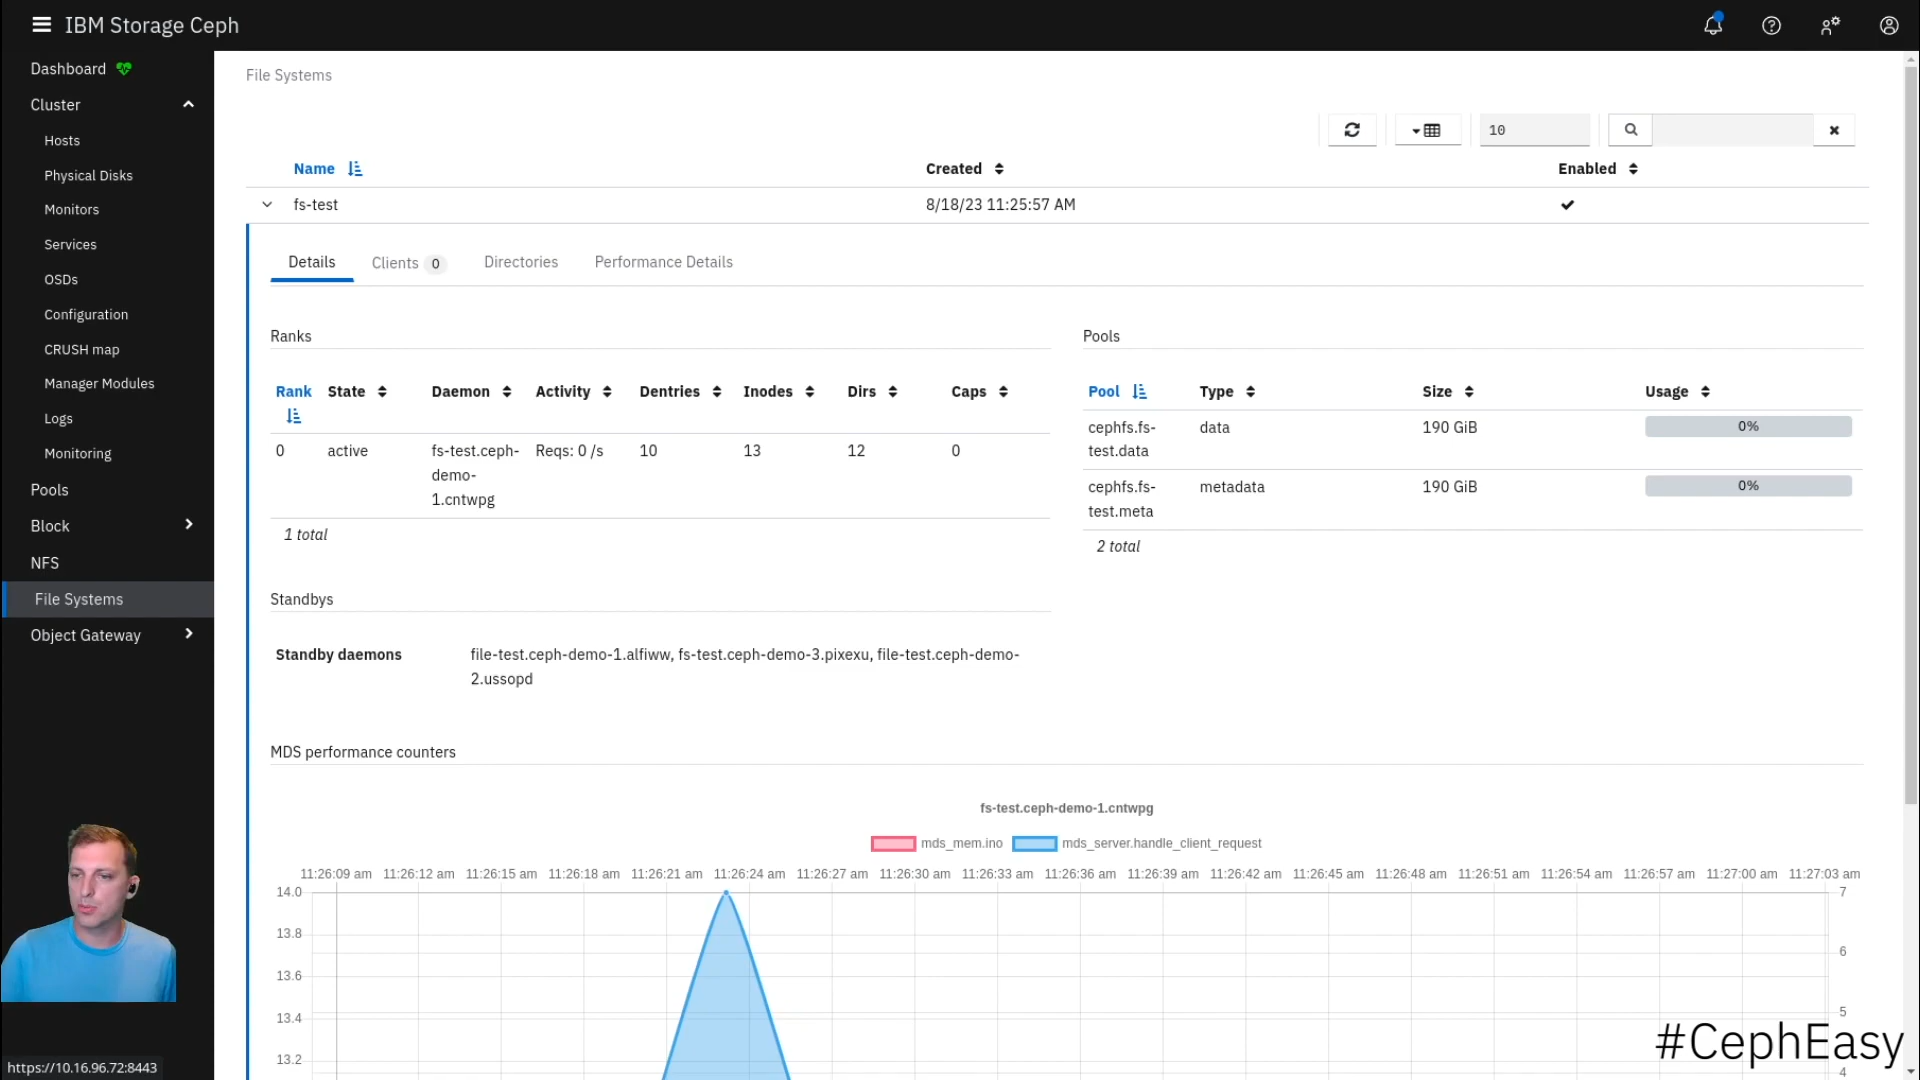 IBM Storage Ceph
Dashboard
Cluster
Hosts
Physical Disks
Monitors
Services
OSDs
Configuration
CRUSH map
Manager Modules
Logs
Monitoring
Pools
Block
NFS
File Systems
Object Gateway
https://10.16.96.72:8443
File Systems
10
Name Created Enabled
fs-test 8/18/23 11:25:57 AM
Details Clients 0 Directories Performance Details
Ranks
Rank State Daemon Activity Dentries Inodes Dirs Caps
0 active fs-test.ceph- Reqs: 0 /s 10 13 12 0
demo-
1.cntwpg
1 total
Pools
Pool Type Size Usage
cephfs.fs- data 190 GiB 0%
test.data
cephfs.fs- metadata 190 GiB 0%
test.meta
2 total
Standbys
Standby daemons file-test.ceph-demo-1.alfiww, fs-test.ceph-demo-3.pixexu, file-test.ceph-demo-
2.ussopd
MDS performance counters
fs-test.ceph-demo-1.cntwpg
mds_mem.ino mds_server.handle_client_request
11:26:09 am 11:26:12 am 11:26:15 am 11:26:18 am 11:26:21 am 11:26:24 am 11:26:27 am 11:26:30 am 11:26:33 am 11:26:36 am 11:26:39 am 11:26:42 am 11:26:45 am 11:26:48 am 11:26:51 am 11:26:54 am 11:26:57 am 11:27:00 am 11:27:03 am
14.0 7
13.8
6
13.6
13.4 5
13.2
4
#CephEasy